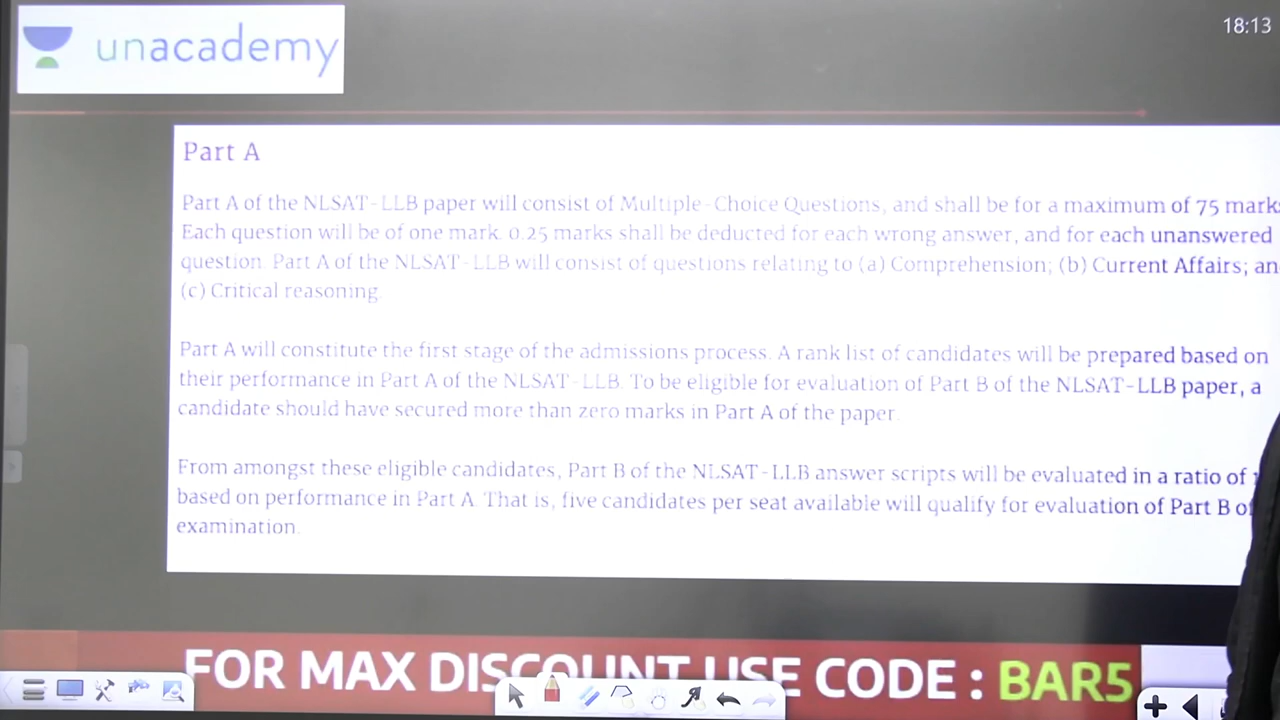 unacademy
18:13
Part A
Part A of the NLSAT-LLB paper will consist of Multiple-Choice Questions, and shall be for a maximum of 75 mark
Each question will be of one mark. 0.25 marks shall be deducted for each wrong answer, and for each unanswered
question. Part A of the NLSAT-LLB will consist of questions relating to (a) Comprehension; (b) Current Affairs; an
(c) Critical reasoning.
Part A will constitute the first stage of the admissions process. A rank list of candidates will be prepared based on
their performance in Part A of the NLSAT-LLB. To be eligible for evaluation of Part B of the NLSAT-LLB paper, a
candidate should have secured more than zero marks in Part A of the paper.
From amongst these eligible candidates, Part B of the NLSAT-LLB answer scripts will be evaluated in a ratio of
based on performance in Part A. That is, five candidates per seat available will qualify for evaluation of Part B of
examination.
FOR MAX DISCOUNT USE CODE : BAR5